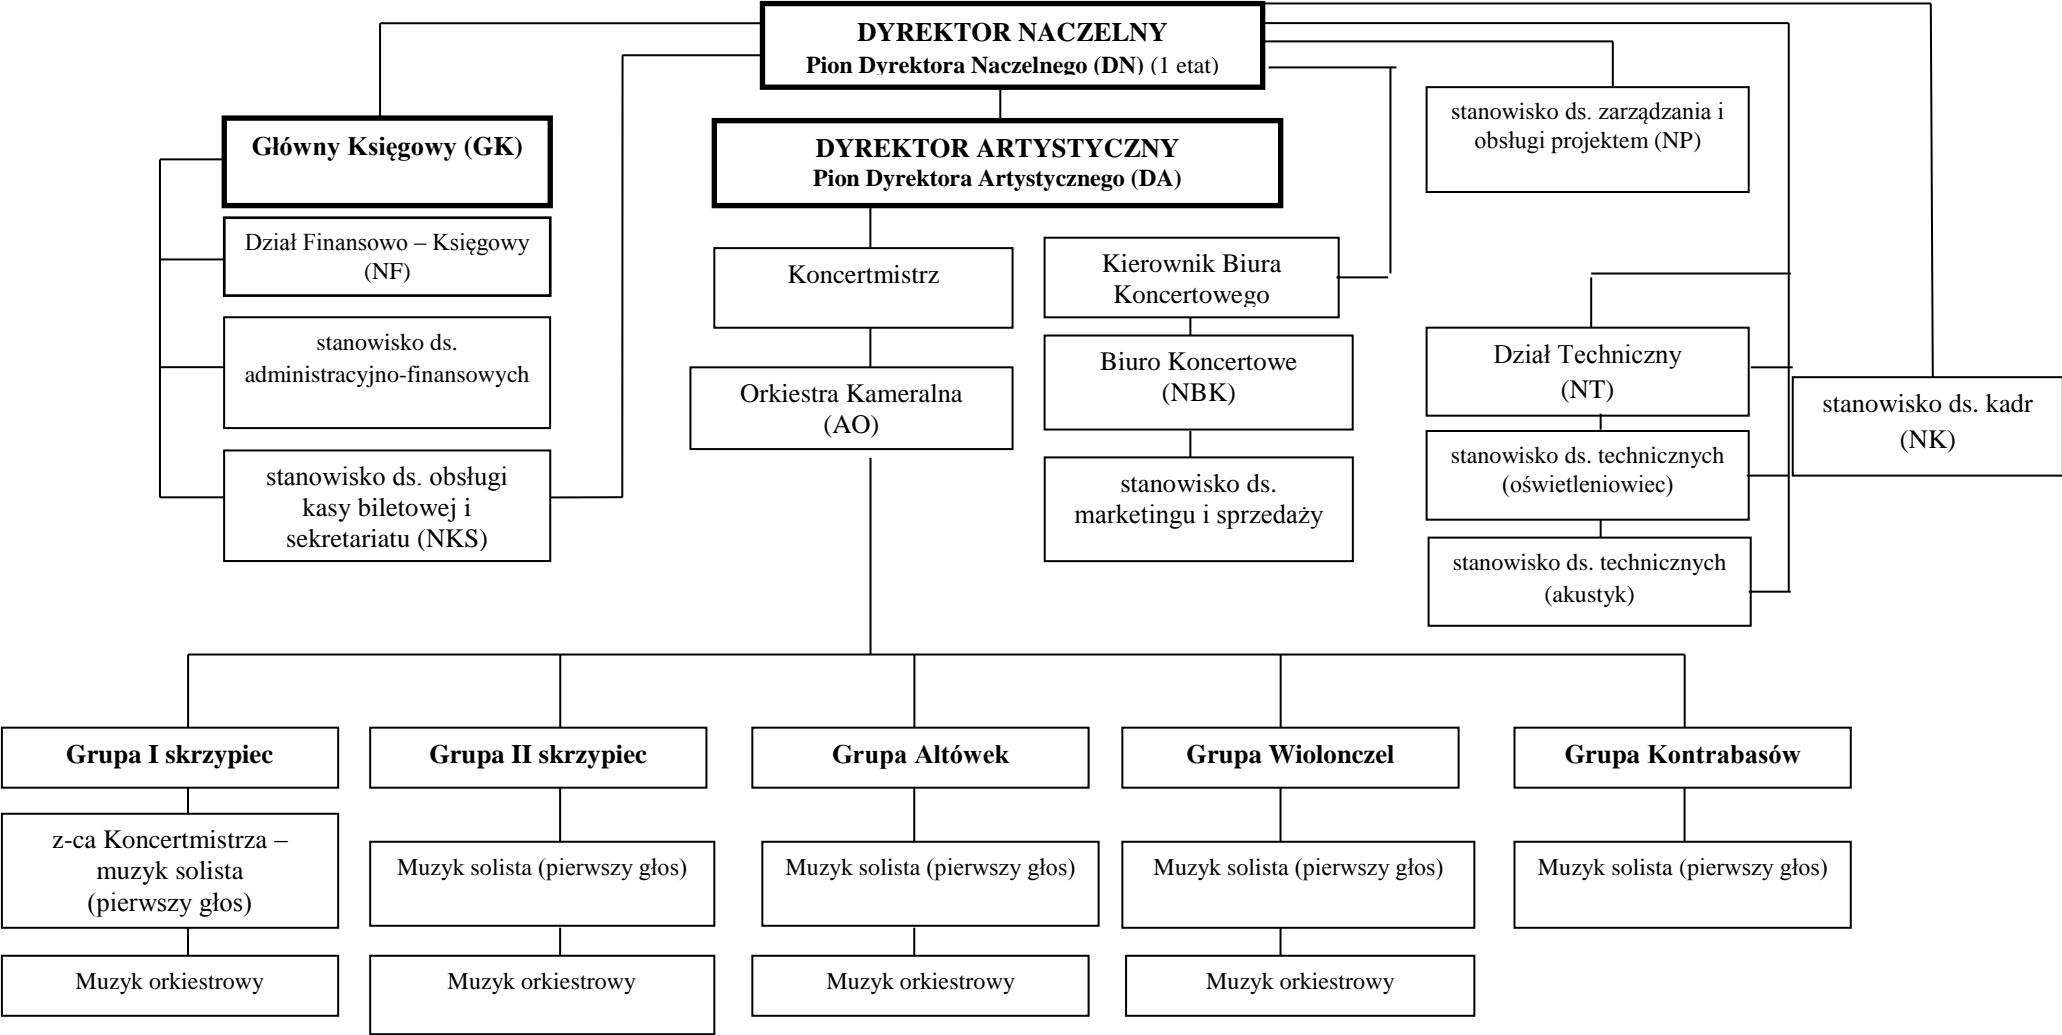 DYREKTOR NACZELNY
Pion Dyrektora Naczelnego (DN) (1 etat)
Główny Księgowy (GK)
DYREKTOR ARTYSTYCZNY
Pion Dyrektora Artystycznego (DA)
stanowisko ds. zarządzania i
obsługi projektem (NP)
Dział Finansowo – Księgowy
(NF)
stanowisko ds.
administracyjno-finansowych
stanowisko ds. obsługi
kasy biletowej i
sekretariatu (NKS)
Koncertmistrz
Orkiestra Kameralna
(AO)
Kierownik Biura
Koncertowego
Biuro Koncertowe
(NBK)
stanowisko ds.
marketingu i sprzedaży
Dział Techniczny
(NT)
stanowisko ds. technicznych
(oświetleniowiec)
stanowisko ds. technicznych
(akustyk)
stanowisko ds. kadr
(NK)
Grupa I skrzypiec
z-ca Koncertmistrza –
muzyk solista
(pierwszy głos)
Muzyk orkiestrowy
Grupa II skrzypiec
Muzyk solista (pierwszy głos)
Muzyk orkiestrowy
Grupa Altówek
Muzyk solista (pierwszy głos)
Muzyk orkiestrowy
Grupa Wiolonczel
Muzyk solista (pierwszy głos)
Muzyk orkiestrowy
Grupa Kontrabasów
Muzyk solista (pierwszy głos)